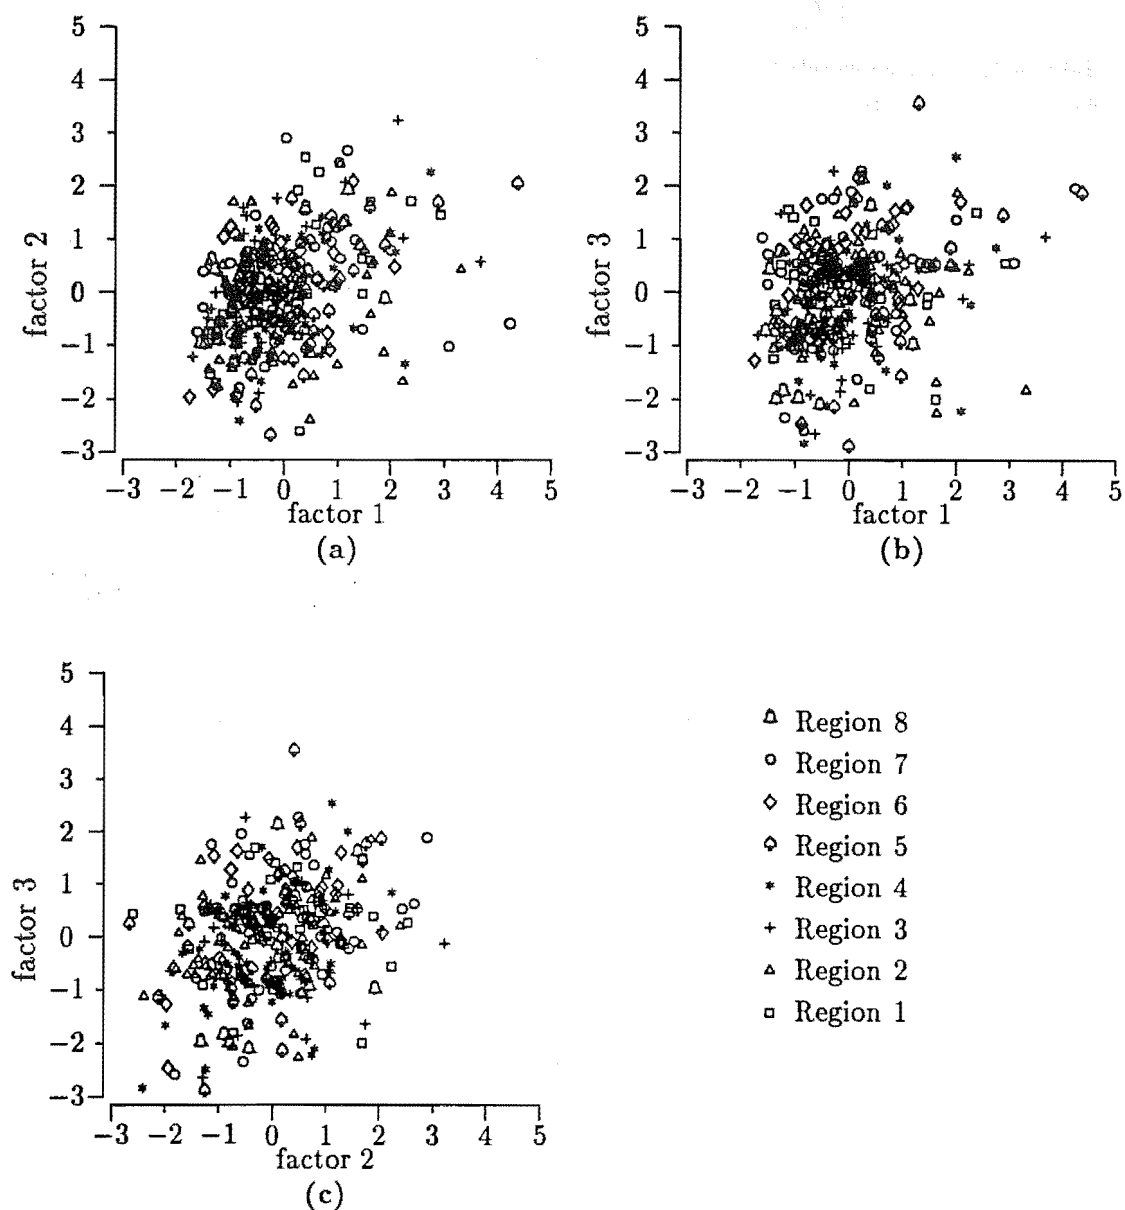 5
4
3
2
1
0
−1
−2
−3
factor 2
−3 −2 −1 0 1 2 3 4 5
factor 1
(a)
5
4
3
2
1
0
−1
−2
−3
factor 3
−3 −2 −1 0 1 2 3 4 5
factor 1
(b)
5
4
3
2
1
0
−1
−2
−3
factor 3
−3 −2 −1 0 1 2 3 4 5
factor 2
(c)
Region 8
Region 7
Region 6
Region 5
Region 4
Region 3
Region 2
Region 1